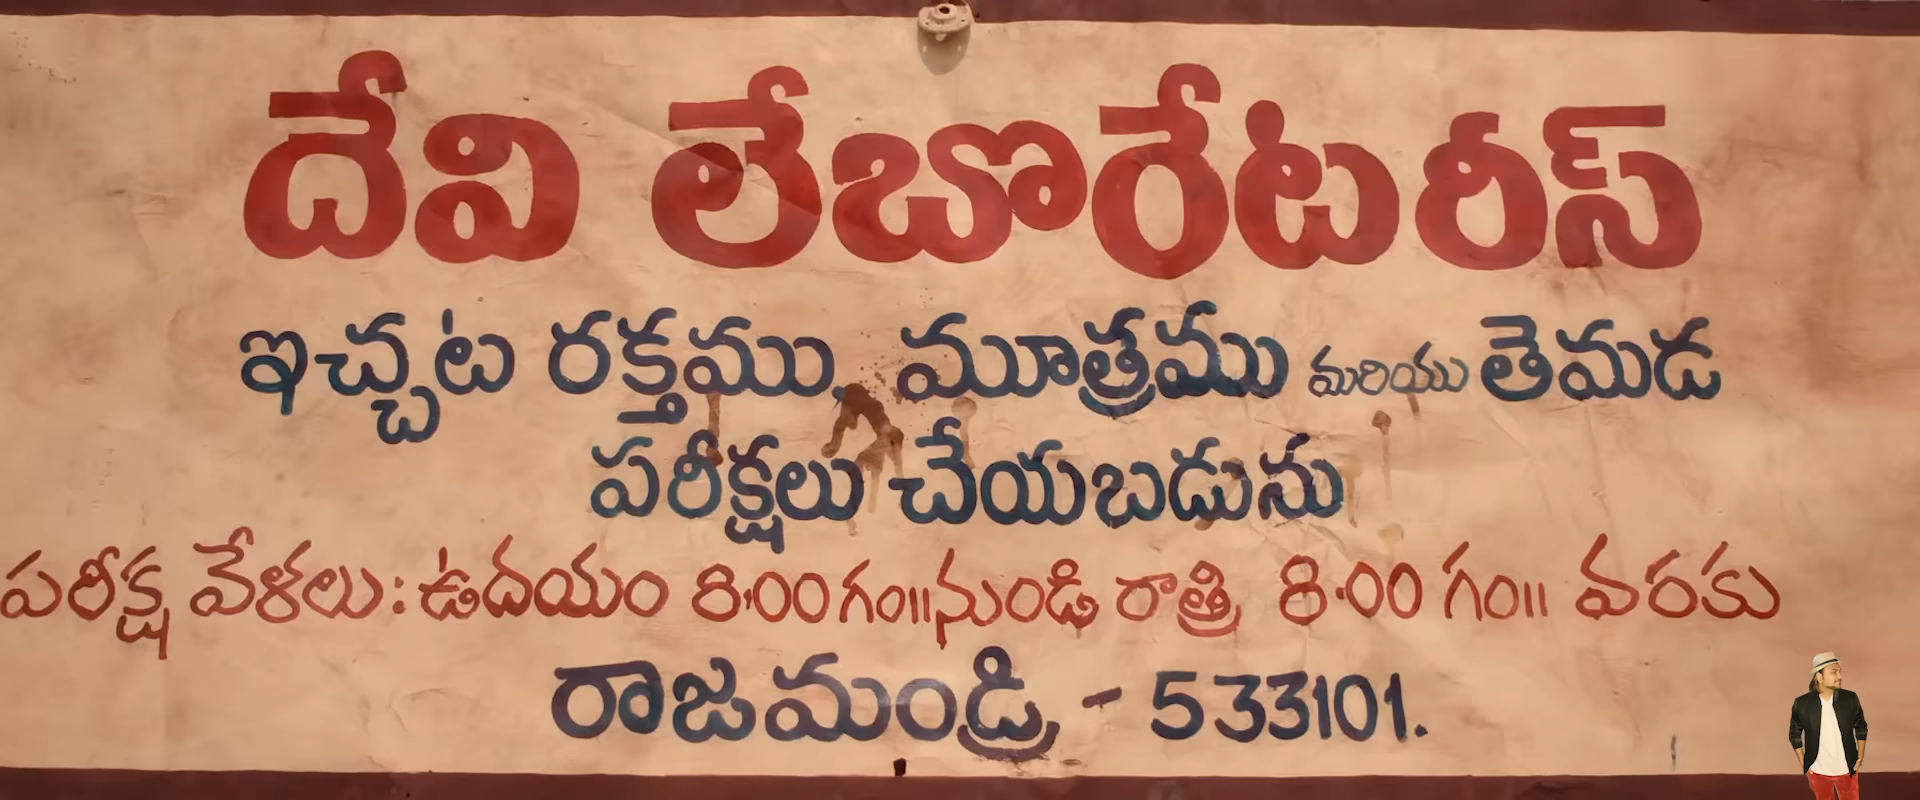 దేవి లేబొరేటరీస్
ఇచ్చట రక్తము, మూత్రము మరియు తెమడ
పరీక్షలు చేయబడును
పరీక్ష వేళలు: ఉదయం 8.00 గం॥నుండి రాత్రి 8.00 గం॥ వరకు
రాజమండ్రి - 533101.